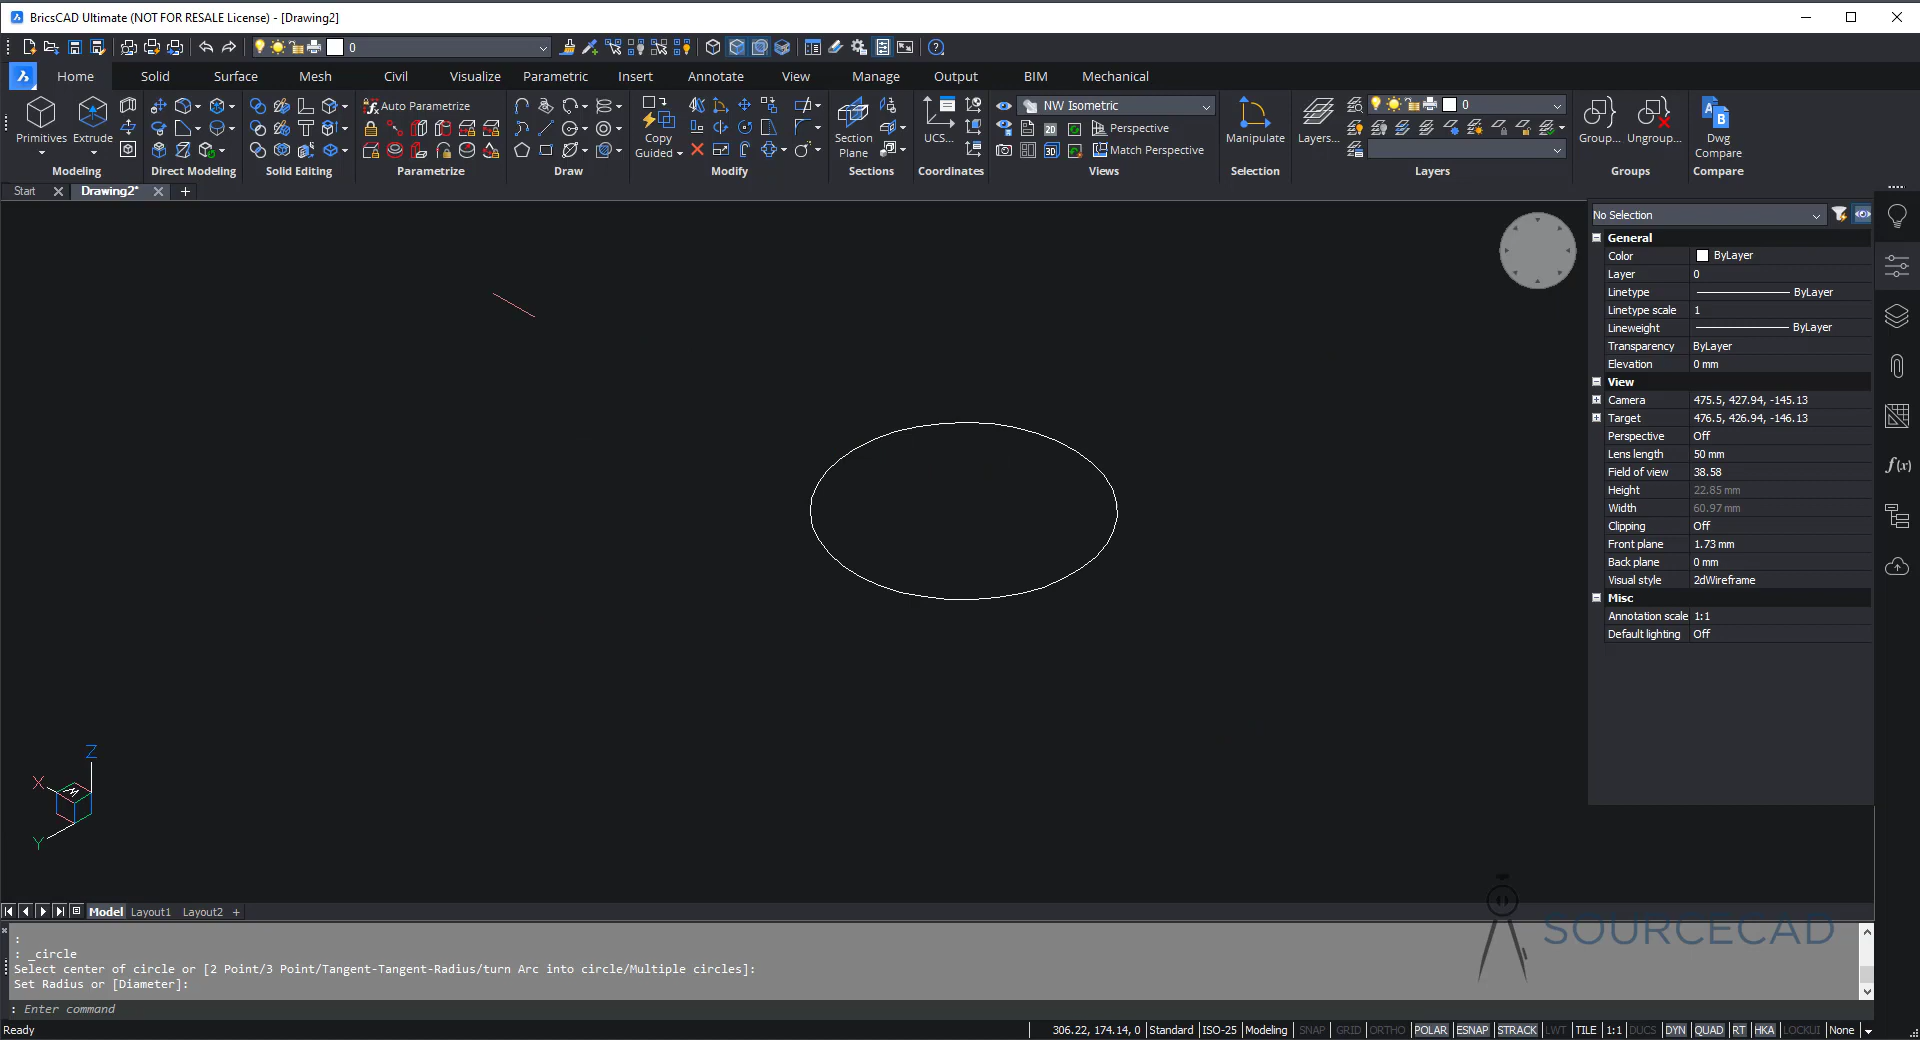 BricsCAD Ultimate (NOT FOR RESALE License) - [Drawing2]
0
Home Solid Surface Mesh Civil Visualize Parametric Insert Annotate View Manage Output BIM Mechanical
Primitives Extrude
Modeling
Direct Modeling
Solid Editing
Auto Parametrize
Parametrize
Draw
Copy
Guided
Modify
Section
Plane
Sections
UCS...
Coordinates
NW Isometric
2D
Perspective
3D
Match Perspective
Views
Manipulate
Selection
Layers...
0
Layers
Group... Ungroup...
Groups
A
B
Dwg
Compare
Compare
Start Drawing2* +
No Selection
General
Color ByLayer
Layer 0
Linetype ByLayer
Linetype scale 1
Lineweight ByLayer
Transparency ByLayer
Elevation 0 mm
View
Camera 475.5, 427.94, -145.13
Target 476.5, 426.94, -146.13
Perspective Off
Lens length 50 mm
Field of view 38.58
Height 22.85 mm
Width 60.97 mm
Clipping Off
Front plane 1.73 mm
Back plane 0 mm
Visual style 2dWireframe
Misc
Annotation scale 1:1
Default lighting Off
f(x)
Z
X
Y
Model Layout1 Layout2 +
:
: _circle
Select center of circle or [2 Point/3 Point/Tangent-Tangent-Radius/turn Arc into circle/Multiple circles]:
Set Radius or [Diameter]:
: Enter command
SOURCECAD
Ready
306.22, 174.14, 0 Standard ISO-25 Modeling SNAP GRID ORTHO POLAR ESNAP STRACK LWT TILE 1:1 DUCS DYN QUAD RT HKA LOCKUI None